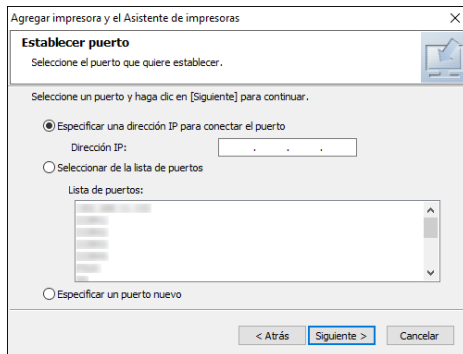 Agregar impresora y el Asistente de impresoras
Establecer puerto
Seleccione el puerto que quiere establecer.
Seleccione un puerto y haga clic en [Siguiente] para continuar.
Especificar una dirección IP para conectar el puerto
Dirección IP: . . .
Seleccionar de la lista de puertos
Lista de puertos:
Especificar un puerto nuevo
< Atrás Siguiente > Cancelar